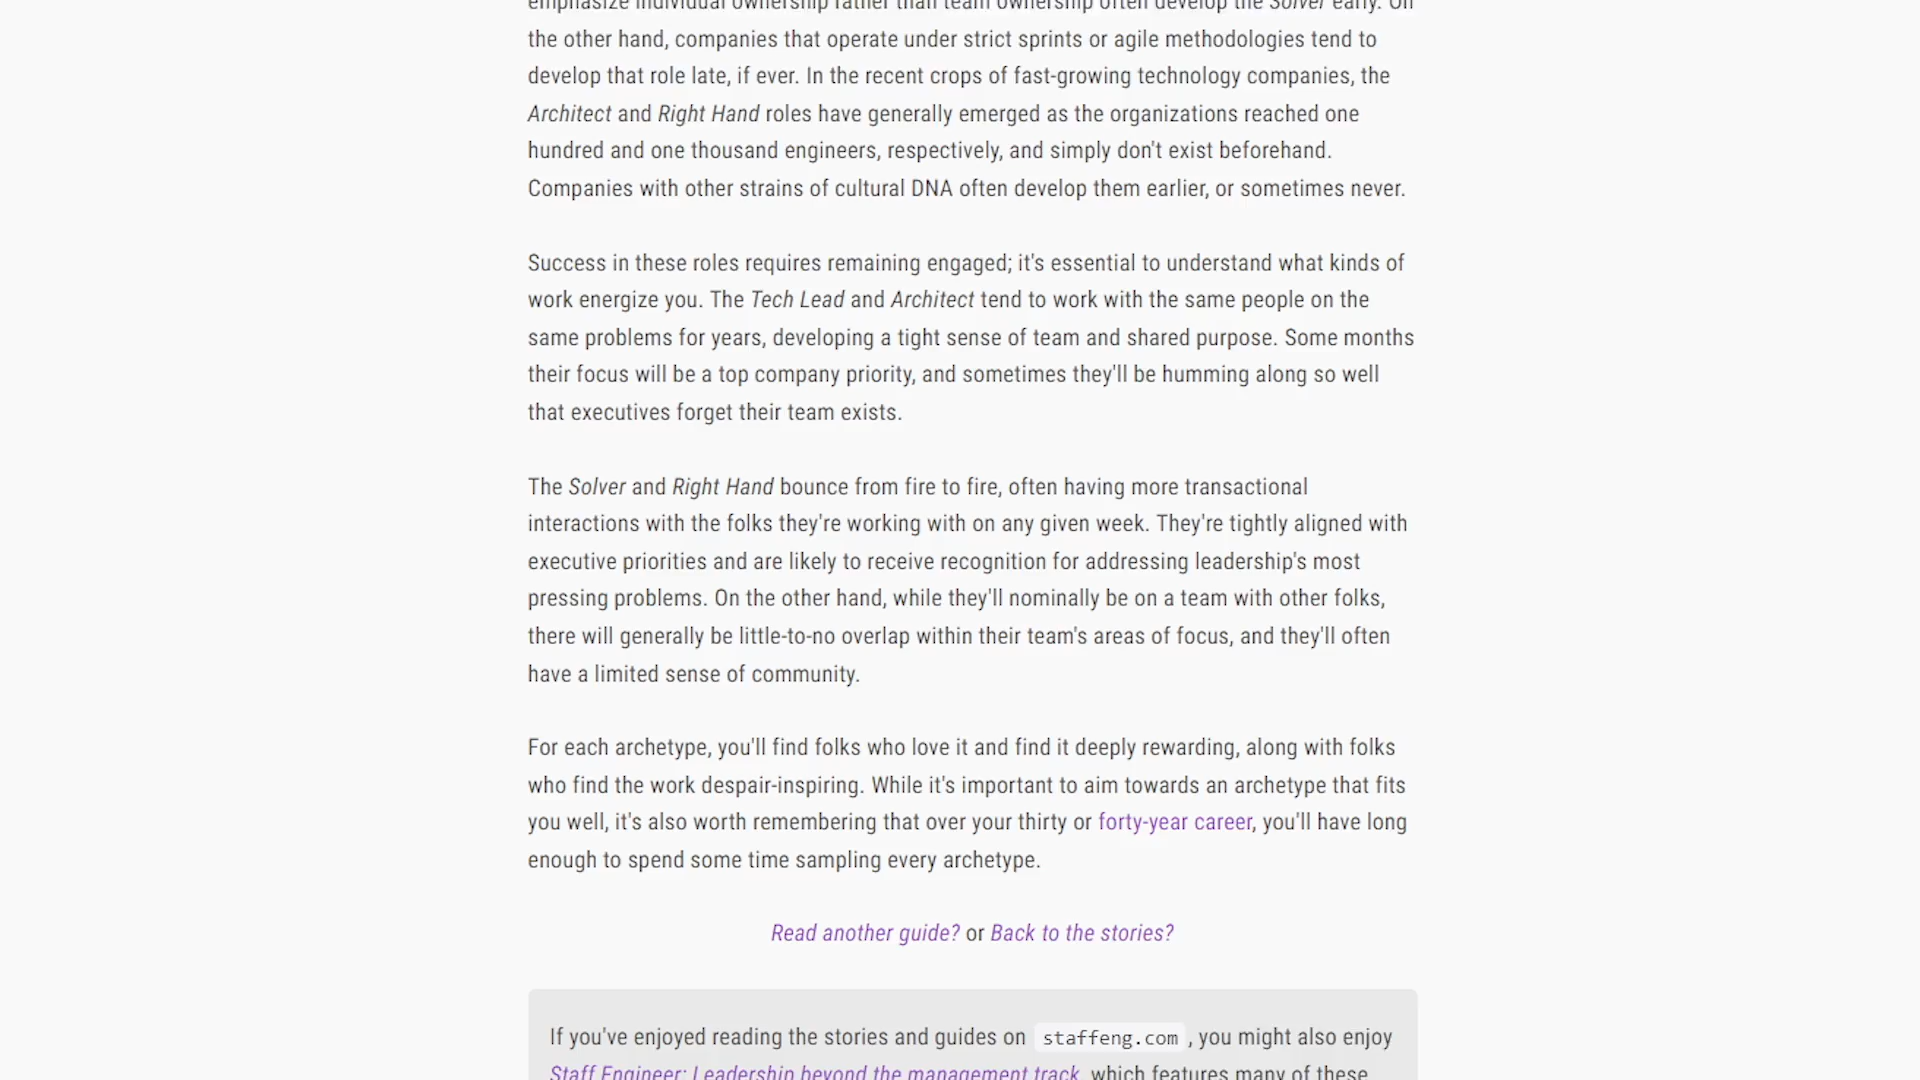 emphasize individual ownership rather than team ownership often develop the Solver early. On
the other hand, companies that operate under strict sprints or agile methodologies tend to
develop that role late, if ever. In the recent crops of fast-growing technology companies, the
Architect and Right Hand roles have generally emerged as the organizations reached one
hundred and one thousand engineers, respectively, and simply don't exist beforehand.
Companies with other strains of cultural DNA often develop them earlier, or sometimes never.
Success in these roles requires remaining engaged; it's essential to understand what kinds of
work energize you. The Tech Lead and Architect tend to work with the same people on the
same problems for years, developing a tight sense of team and shared purpose. Some months
their focus will be a top company priority, and sometimes they'll be humming along so well
that executives forget their team exists.
The Solver and Right Hand bounce from fire to fire, often having more transactional
interactions with the folks they're working with on any given week. They're tightly aligned with
executive priorities and are likely to receive recognition for addressing leadership's most
pressing problems. On the other hand, while they'll nominally be on a team with other folks,
there will generally be little-to-no overlap within their team's areas of focus, and they'll often
have a limited sense of community.
For each archetype, you'll find folks who love it and find it deeply rewarding, along with folks
who find the work despair-inspiring. While it's important to aim towards an archetype that fits
you well, it's also worth remembering that over your thirty or forty-year career, you'll have long
enough to spend some time sampling every archetype.
Read another guide? or Back to the stories?
If you've enjoyed reading the stories and guides on staffeng.com, you might also enjoy
Staff Engineer: Leadership beyond the management track, which features many of these